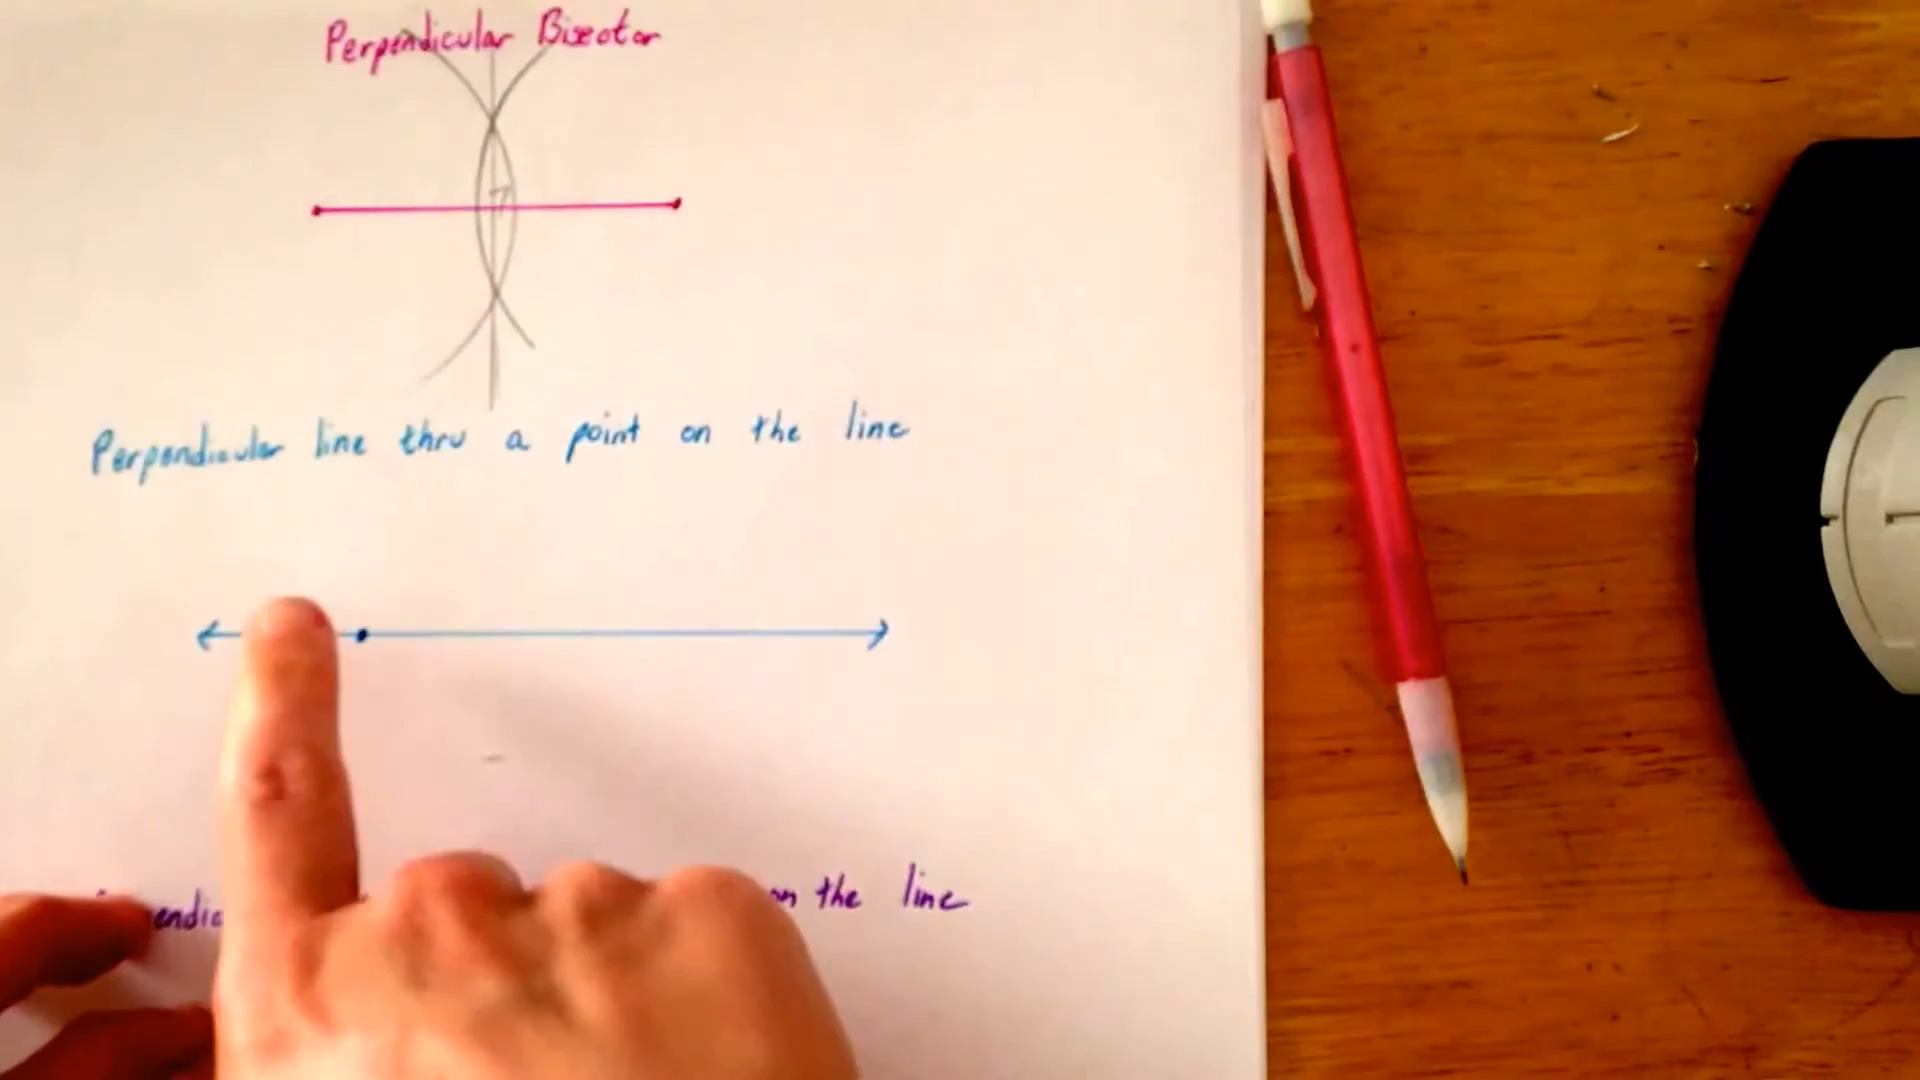 Perpendicular Bisector
Perpendicular line thru a point on the line
on the line